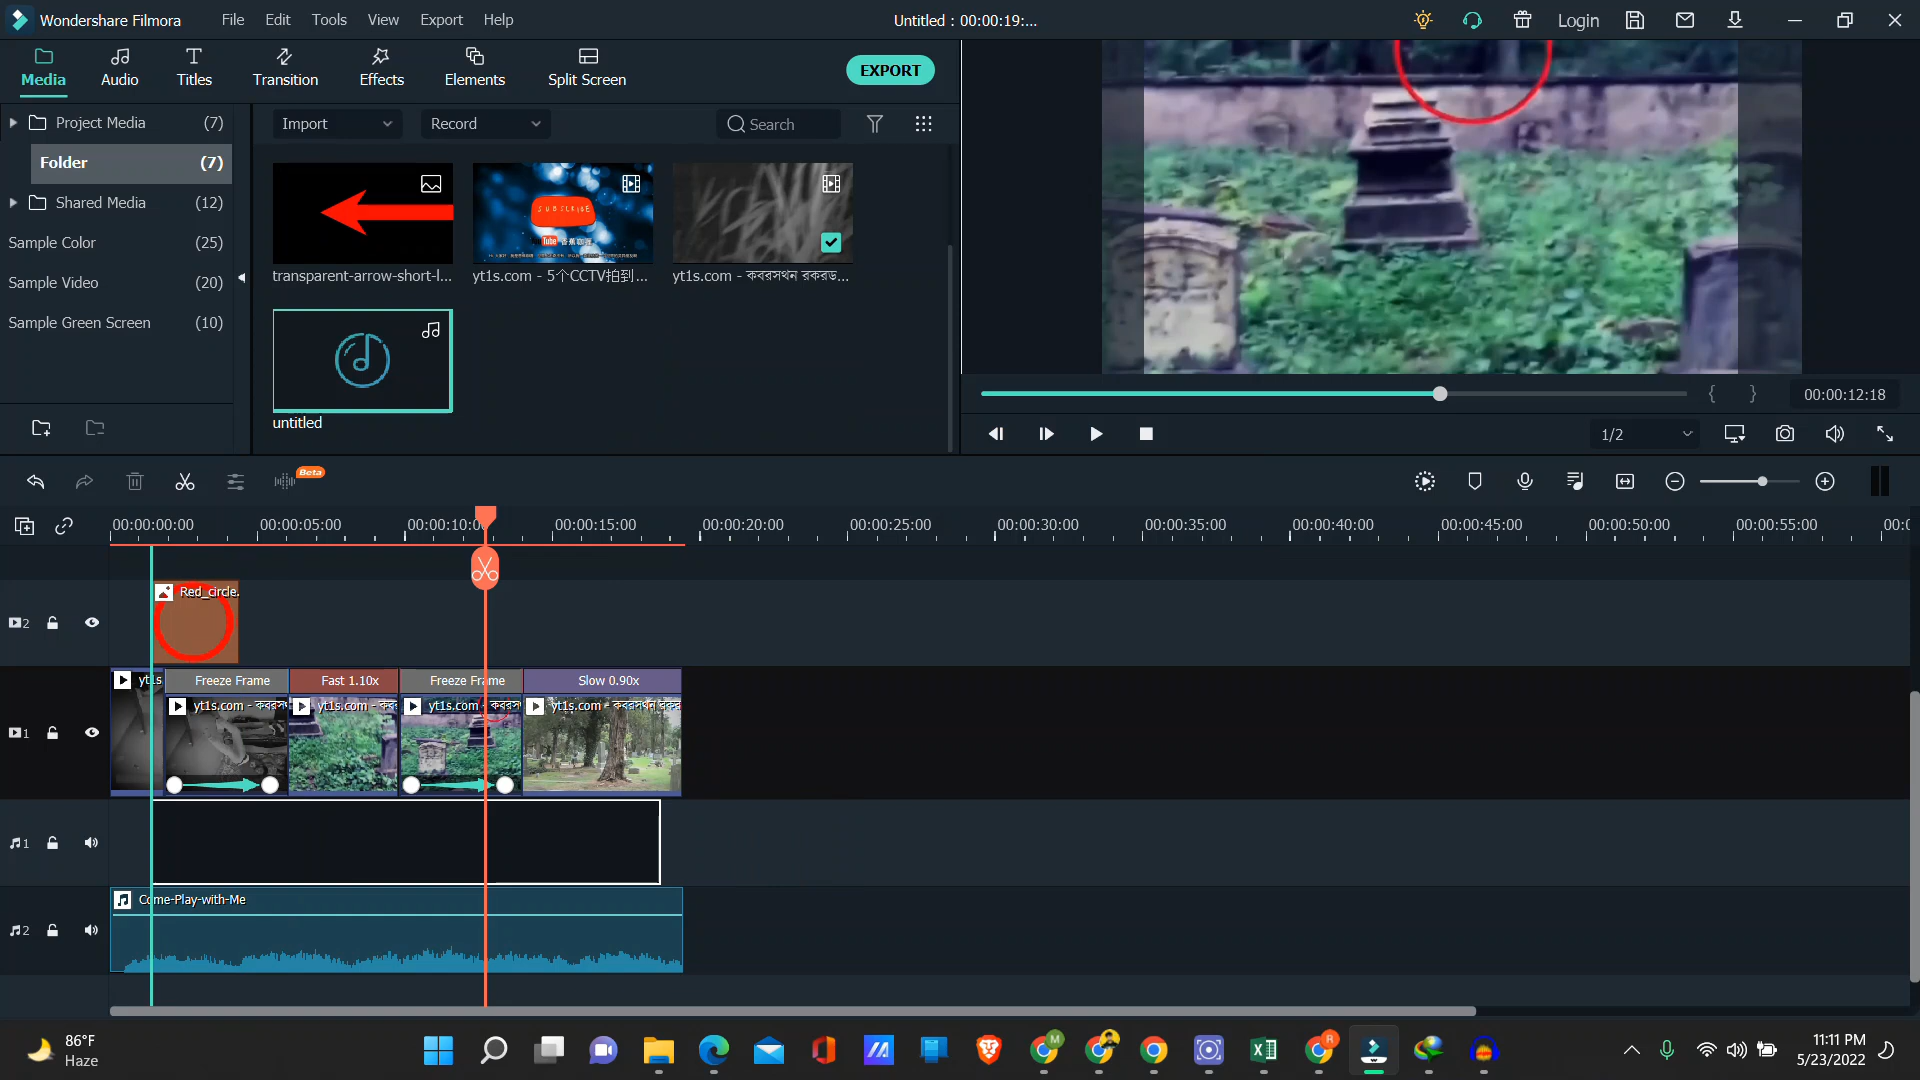 Wondershare Filmora File Edit Tools View Export Help Untitled : 00:00:19:... Login
Media Audio Titles Transition Effects Elements Split Screen EXPORT
Project Media (7)
Folder (7)
Shared Media (12)
Sample Color (25)
Sample Video (20)
Sample Green Screen (10)
Import Record Search
SUBSCRIBE
transparent-arrow-short-l... yt1s.com - 5个CCTV拍到... yt1s.com - কবরসথন রকরড...
untitled
00:00:12:18
1/2
Beta
00:00:00:00 00:00:05:00 00:00:10:0 00:00:15:00 00:00:20:00 00:00:25:00 00:00:30:00 00:00:35:00 00:00:40:00 00:00:45:00 00:00:50:00 00:00:55:00 00:0
2 Red_circle.
yt1s Freeze Frame Fast 1.10x Freeze Frame Slow 0.90x
yt1s.com - কবরসথ yt1s.com - কব yt1s.com - কবরস yt1s.com - কবরসথন রকর
1
1
Come-Play-with-Me
2
86°F
Haze
M
R
11:11 PM
5/23/2022